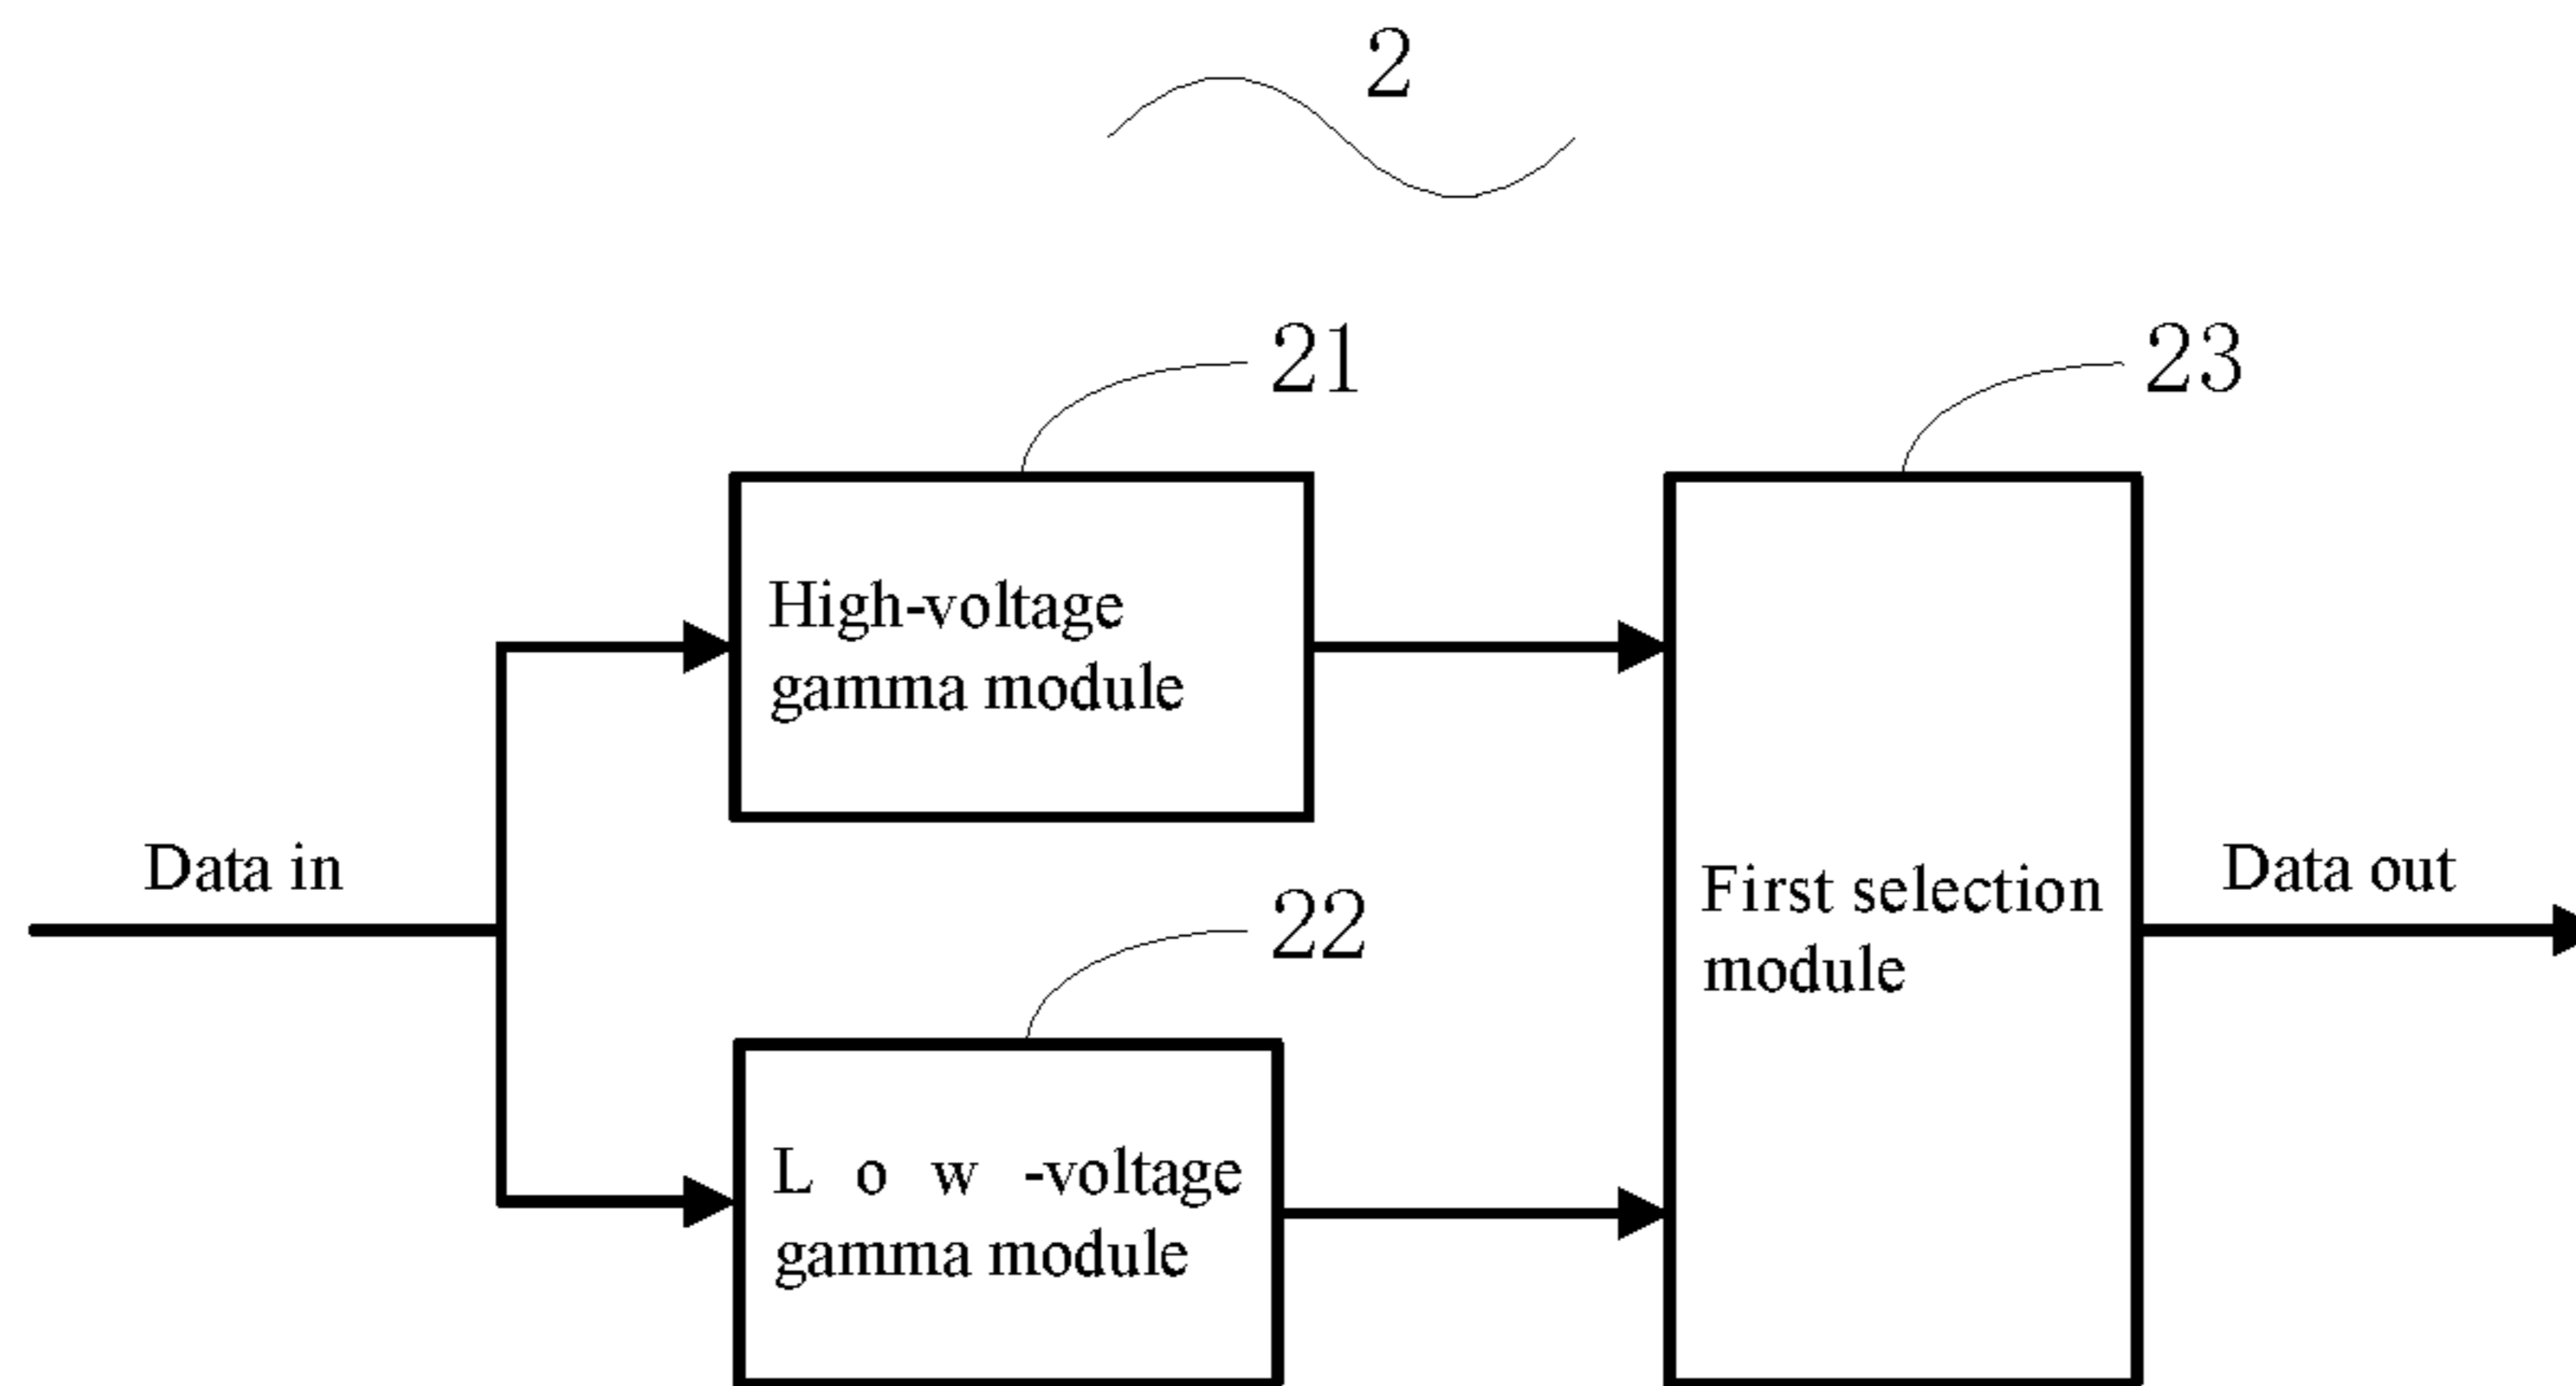 2
21
23
High-voltage
gamma module
Data in
First selection
module
Data out
22
L o w -voltage
gamma module